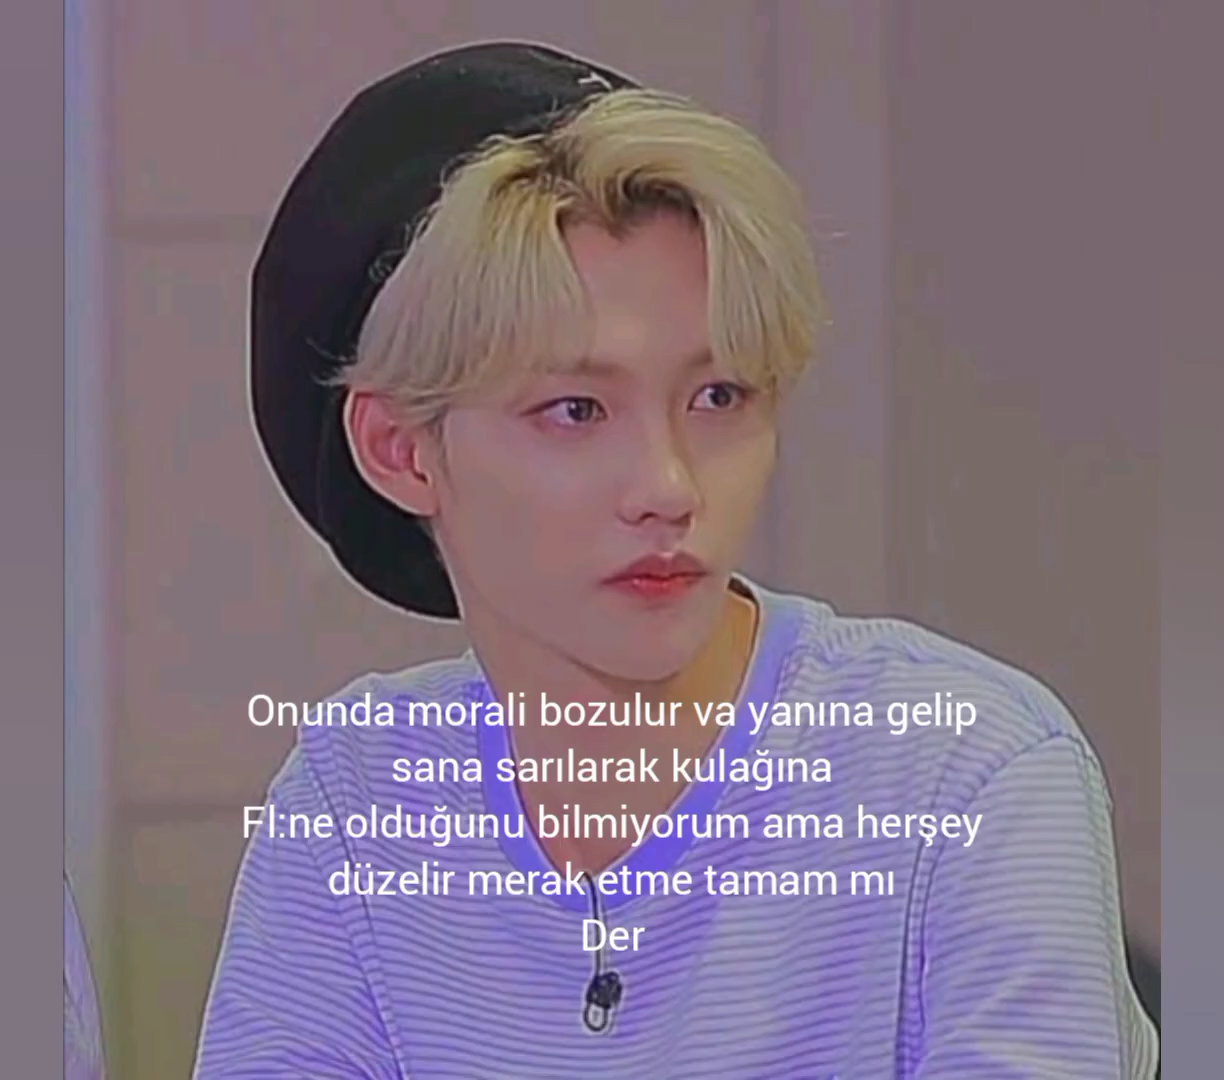 Onunda morali bozulur va yanına gelip
sana sarılarak kulağına
Fl:ne olduğunu bilmiyorum ama herşey
düzelir merak etme tamam mı
Der